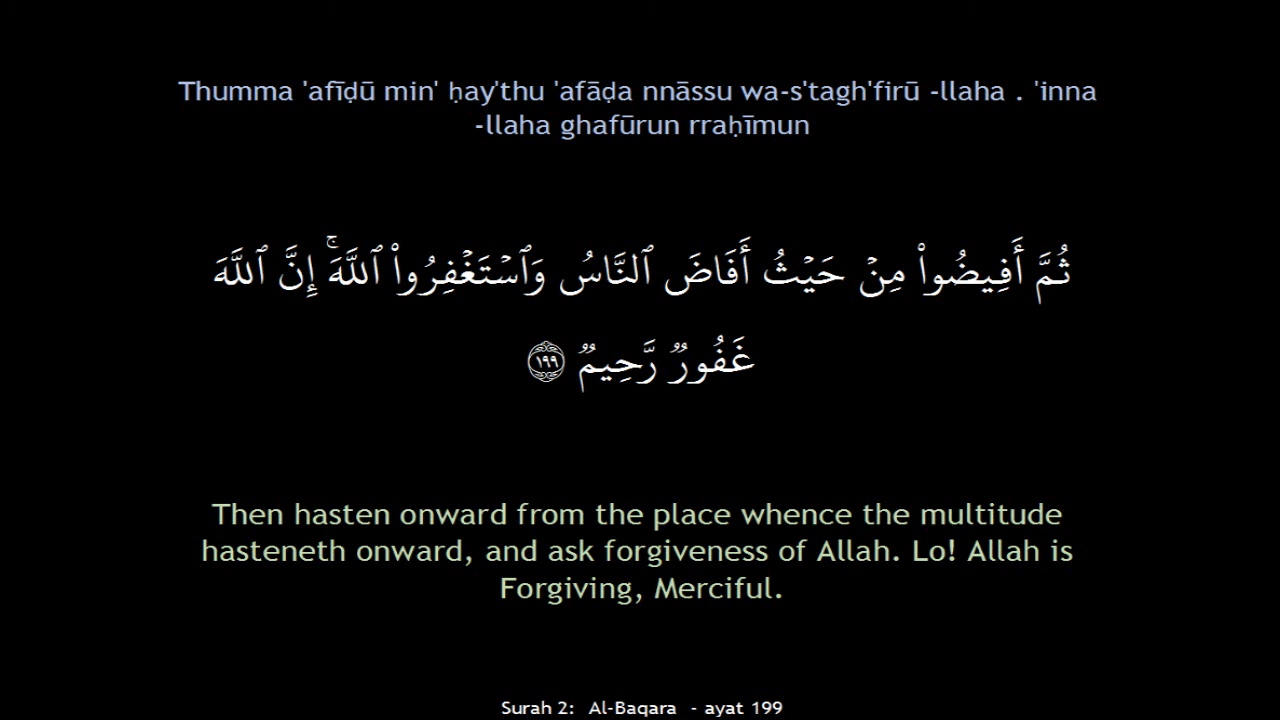 Thumma 'afīḍū min' ḥay'thu 'afāḍa nnāssu wa-s'tagh'firū -llaha . 'inna
-llaha ghafūrun rraḥīmun
ثُمَّ أَفِيضُوا۟ مِنْ حَيْثُ أَفَاضَ ٱلنَّاسُ وَٱسْتَغْفِرُوا۟ ٱللَّهَ ۚ إِنَّ ٱللَّهَ
غَفُورٌ رَّحِيمٌ ١٩٩
Then hasten onward from the place whence the multitude
hasteneth onward, and ask forgiveness of Allah. Lo! Allah is
Forgiving, Merciful.
Surah 2: Al-Baqara - ayat 199